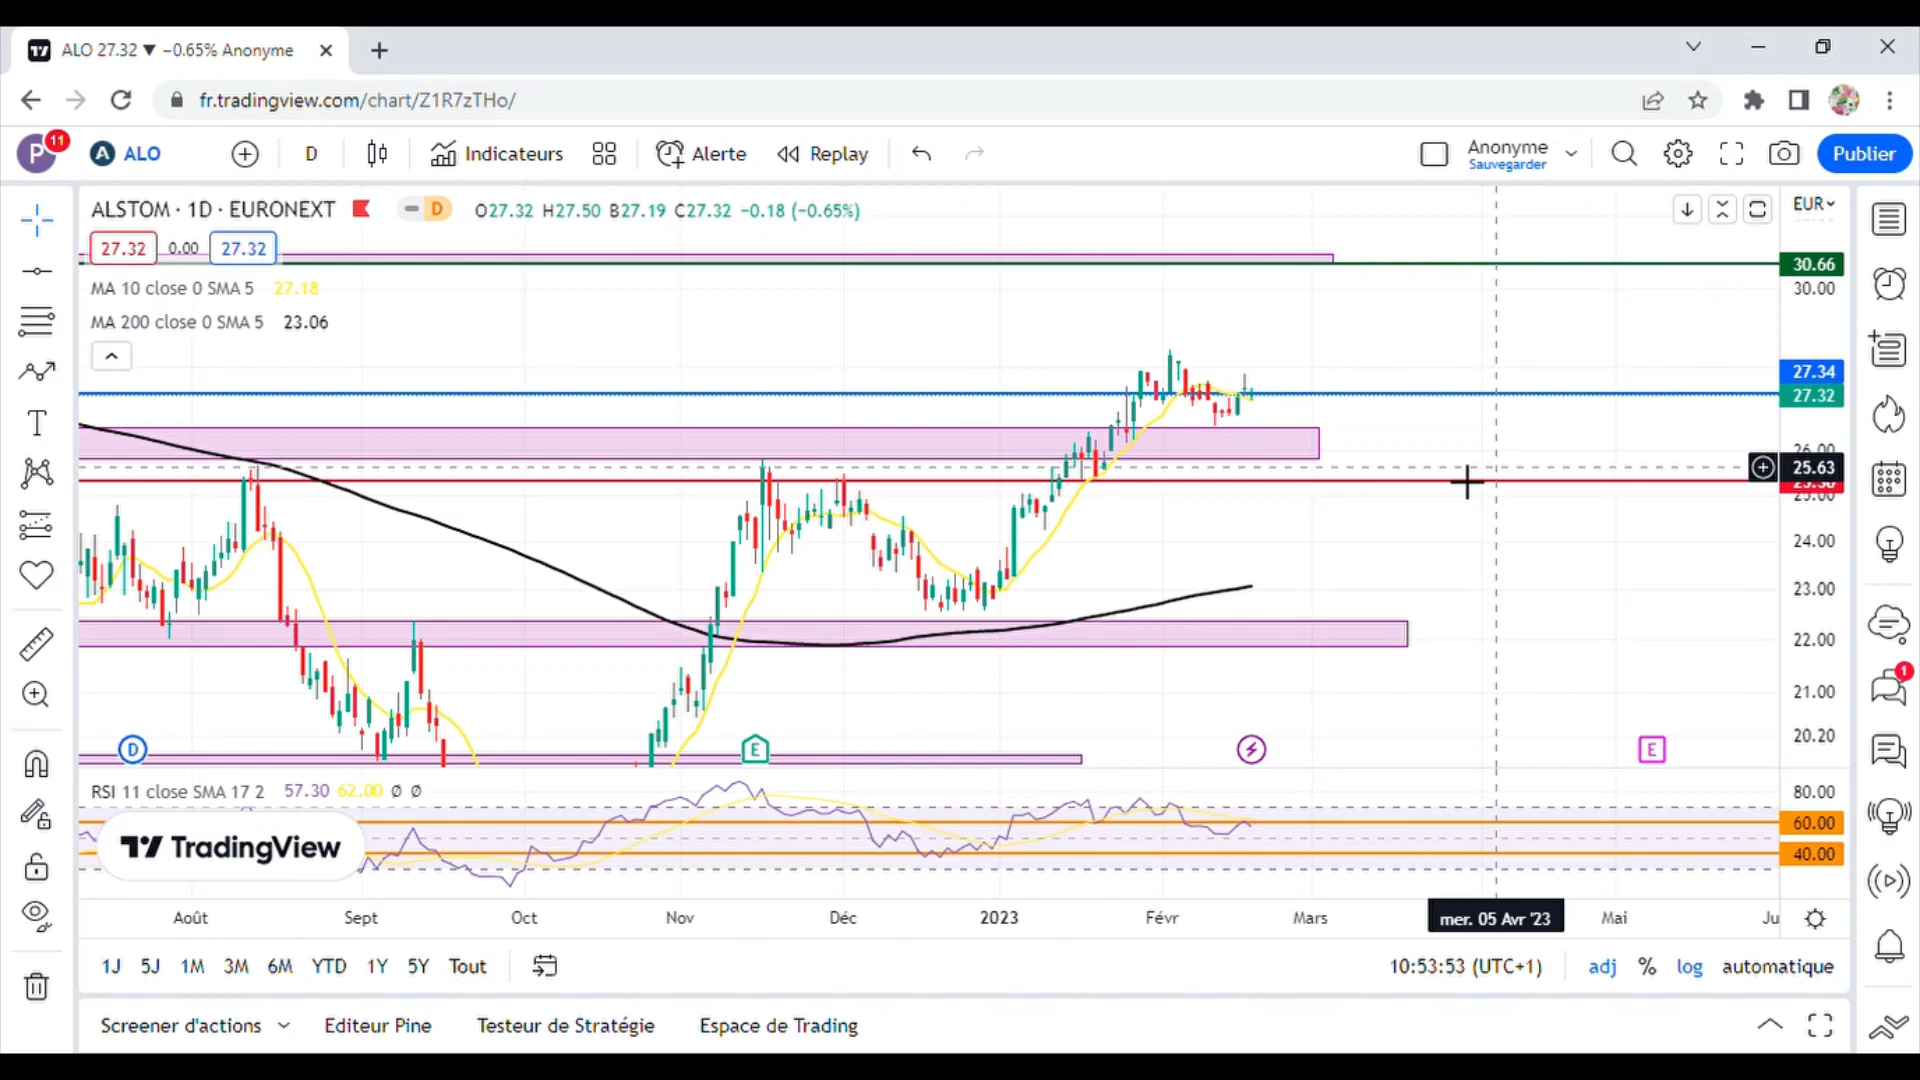 ALO 27.32 ▼ −0.65% Anonyme
fr.tradingview.com/chart/Z1R7zTHo/
P
11
A ALO
D
Indicateurs
Alerte
Replay
Anonyme
Sauvegarder
Publier
ALSTOM · 1D · EURONEXT
D
O27.32 H27.50 B27.19 C27.32 −0.18 (−0.65%)
EUR
27.32 0.00 27.32
MA 10 close 0 SMA 5 27.18
MA 200 close 0 SMA 5 23.06
30.66
30.00
27.34
27.32
26.00
25.63
25.00
24.00
23.00
22.00
21.00
20.20
D
E
E
1
RSI 11 close SMA 17 2 57.30 62.00 Ø Ø
80.00
60.00
40.00
TradingView
Août Sept Oct Nov Déc 2023 Févr Mars mer. 05 Avr '23 Mai Ju
1J 5J 1M 3M 6M YTD 1Y 5Y Tout
10:53:53 (UTC+1) adj % log automatique
Screener d'actions Editeur Pine Testeur de Stratégie Espace de Trading